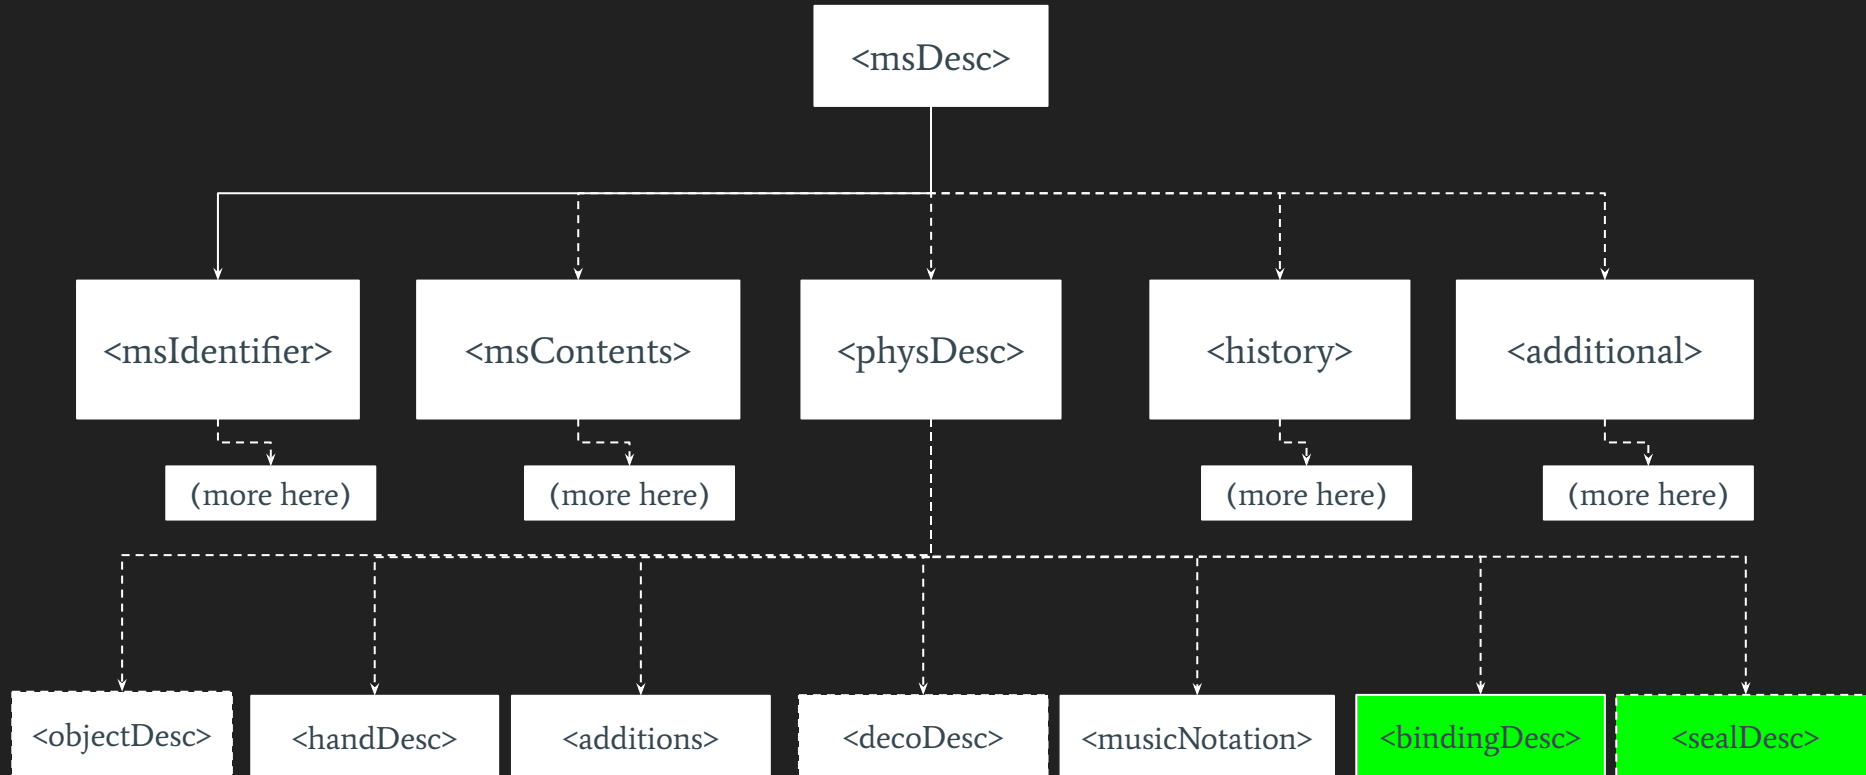 <msDesc>
<msIdentifier>
<msContents>
<physDesc>
<history>
<additional>
(more here)
(more here)
(more here)
(more here)
<objectDesc>
<handDesc>
<additions>
<decoDesc>
<musicNotation>
<bindingDesc>
<sealDesc>